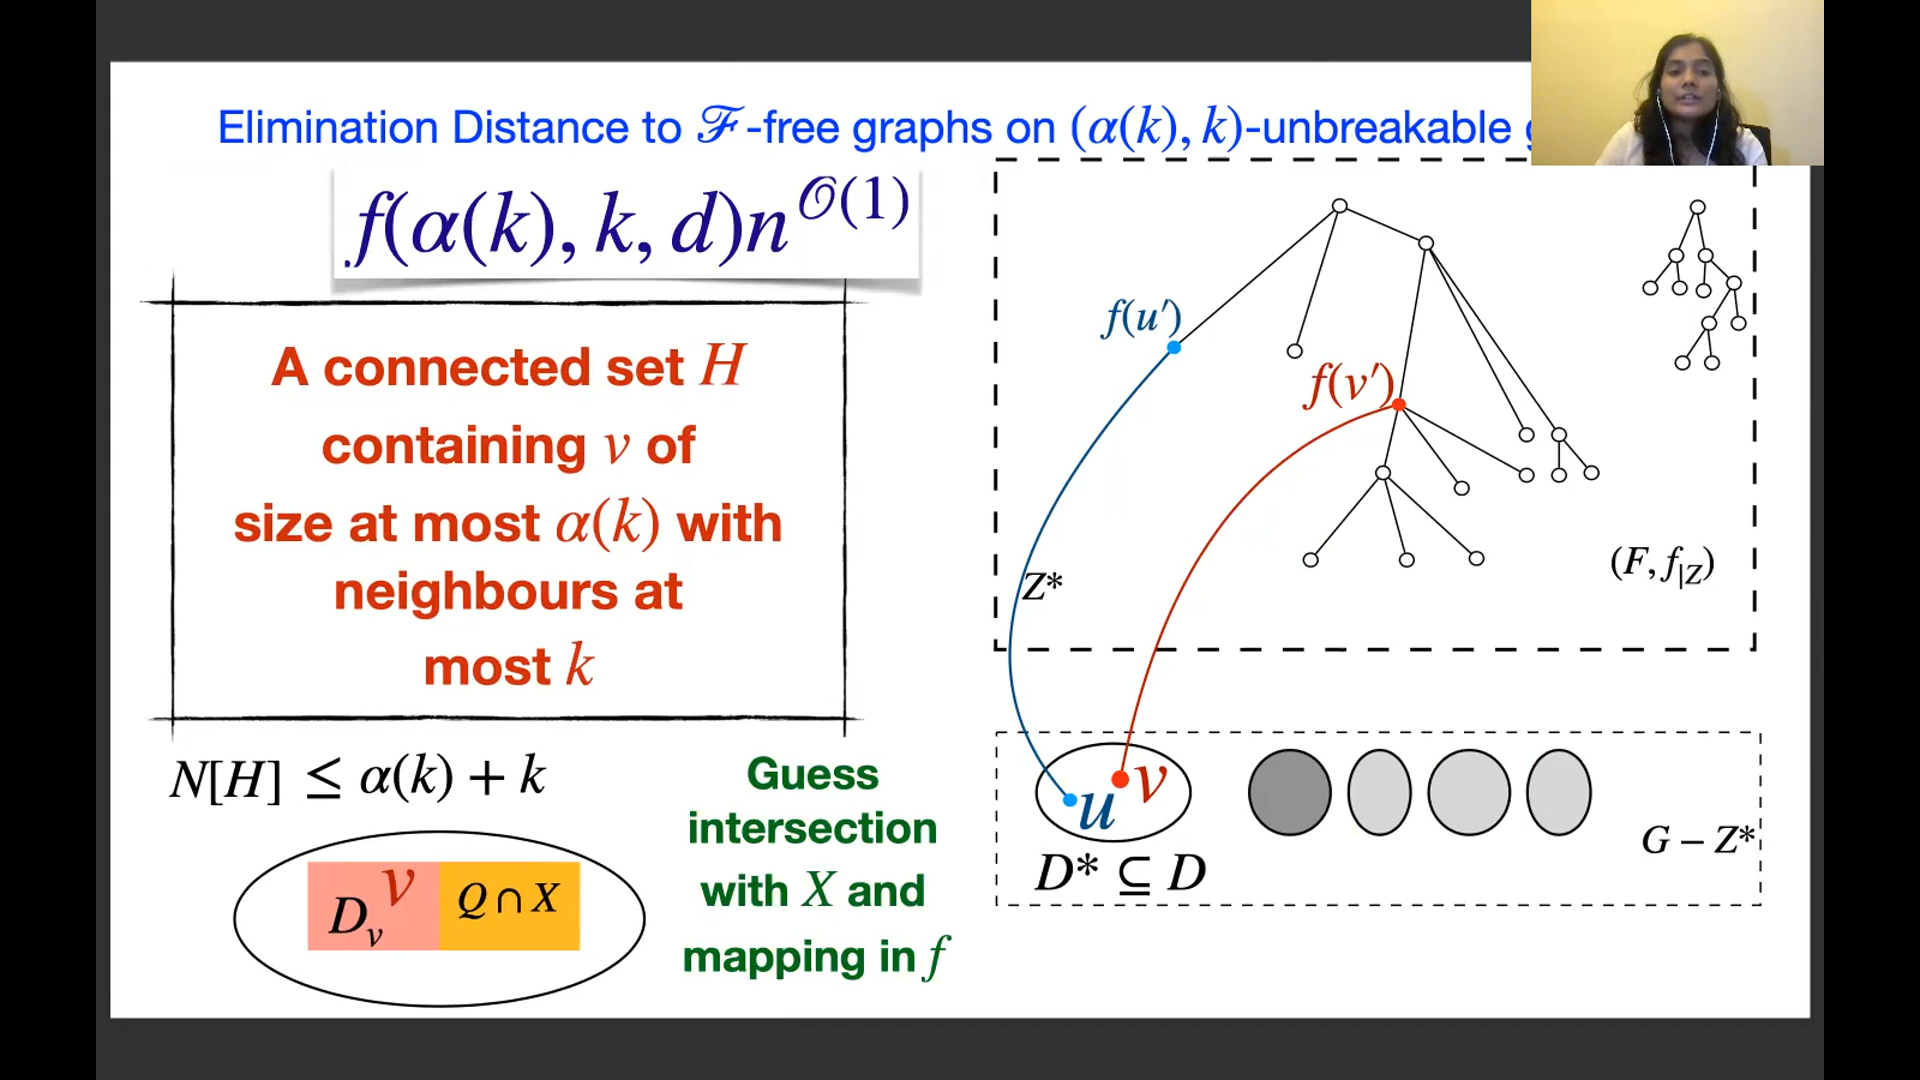 Elimination Distance to ℱ-free graphs on (α(k), k)-unbreakable
f(α(k), k, d)n^𝒪(1)
A connected set H
containing v of
size at most α(k) with
neighbours at
most k
N[H] ≤ α(k) + k
D_v v Q ∩ X
Guess
intersection
with X and
mapping in f
f(u′)
f(v′)
Z*
(F, f_|Z)
u v
D* ⊆ D
G – Z*